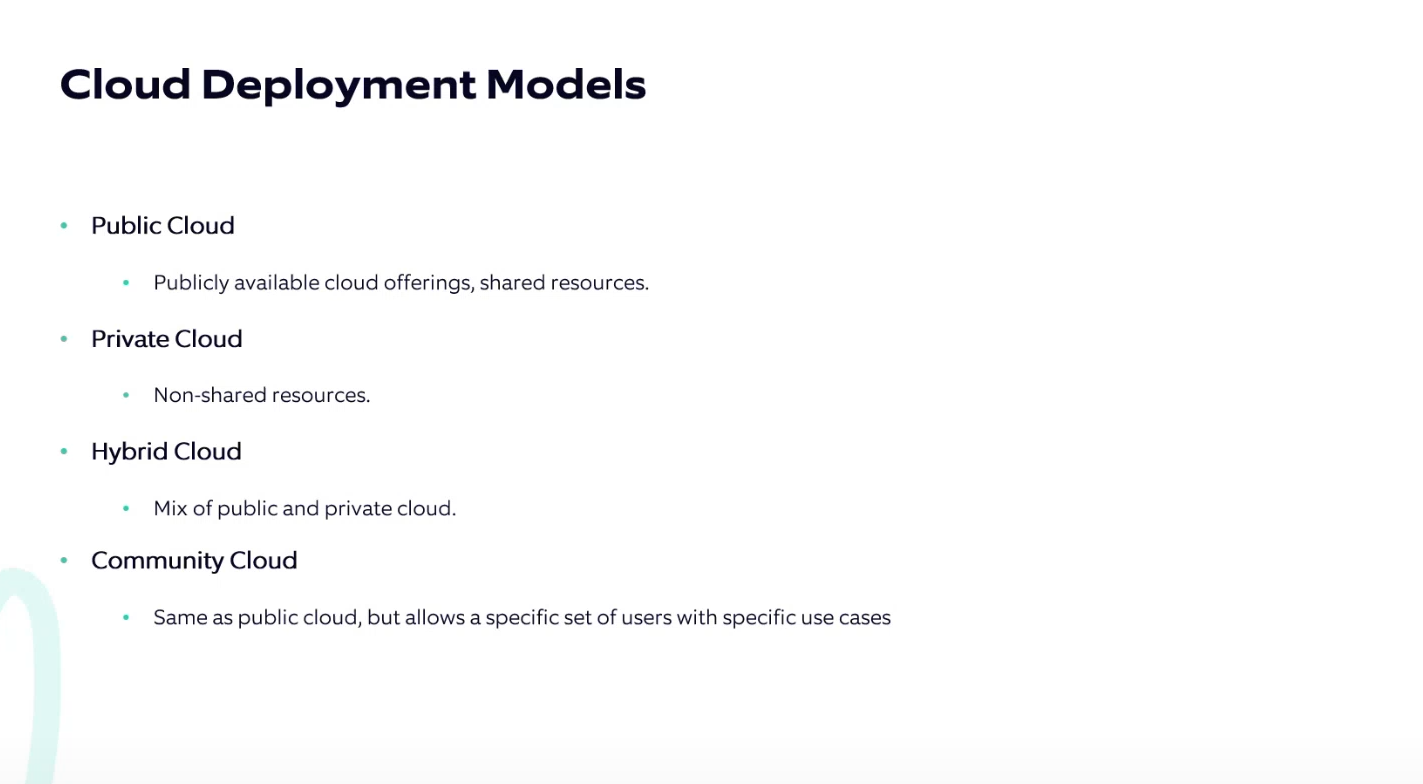 Cloud Deployment Models
• Public Cloud
• Publicly available cloud offerings, shared resources.
• Private Cloud
• Non-shared resources.
• Hybrid Cloud
• Mix of public and private cloud.
• Community Cloud
• Same as public cloud, but allows a specific set of users with specific use cases